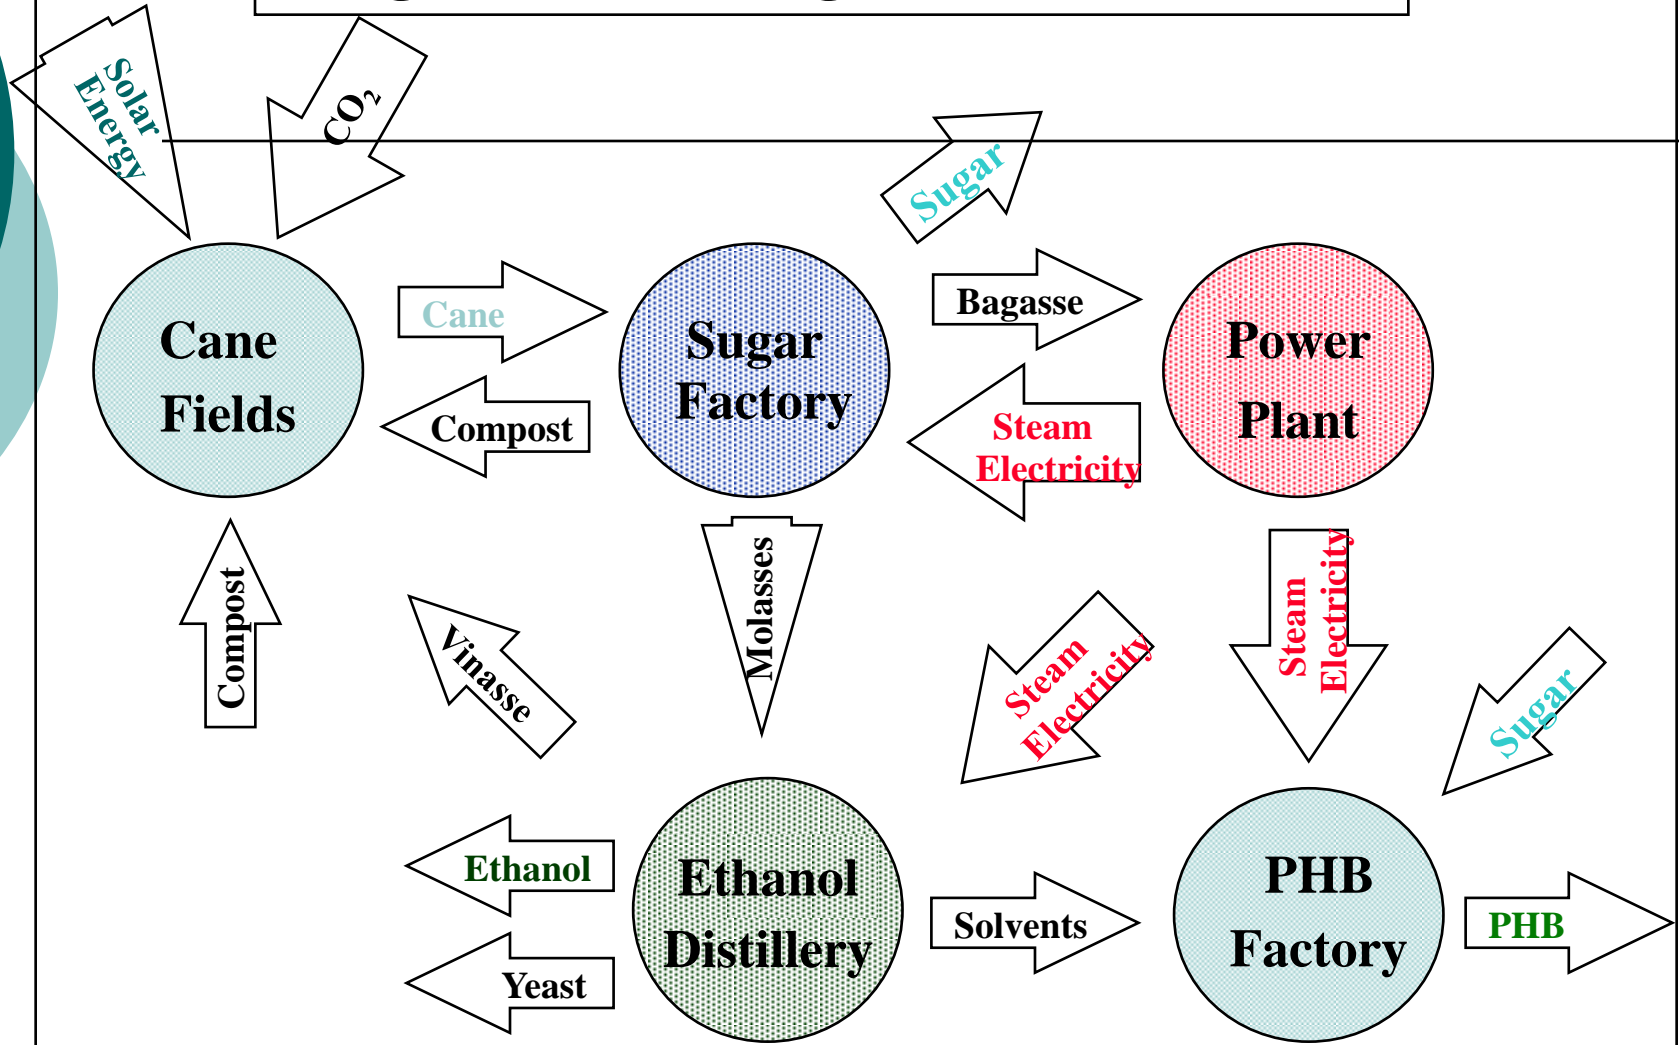 Solar
Energy
CO₂
Sugar
Cane
Fields
Cane
Compost
Sugar
Factory
Bagasse
Steam
Electricity
Power
Plant
Compost
Vinasse
Molasses
Steam
Electricity
Steam
Electricity
Sugar
Ethanol
Yeast
Ethanol
Distillery
Solvents
PHB
Factory
PHB